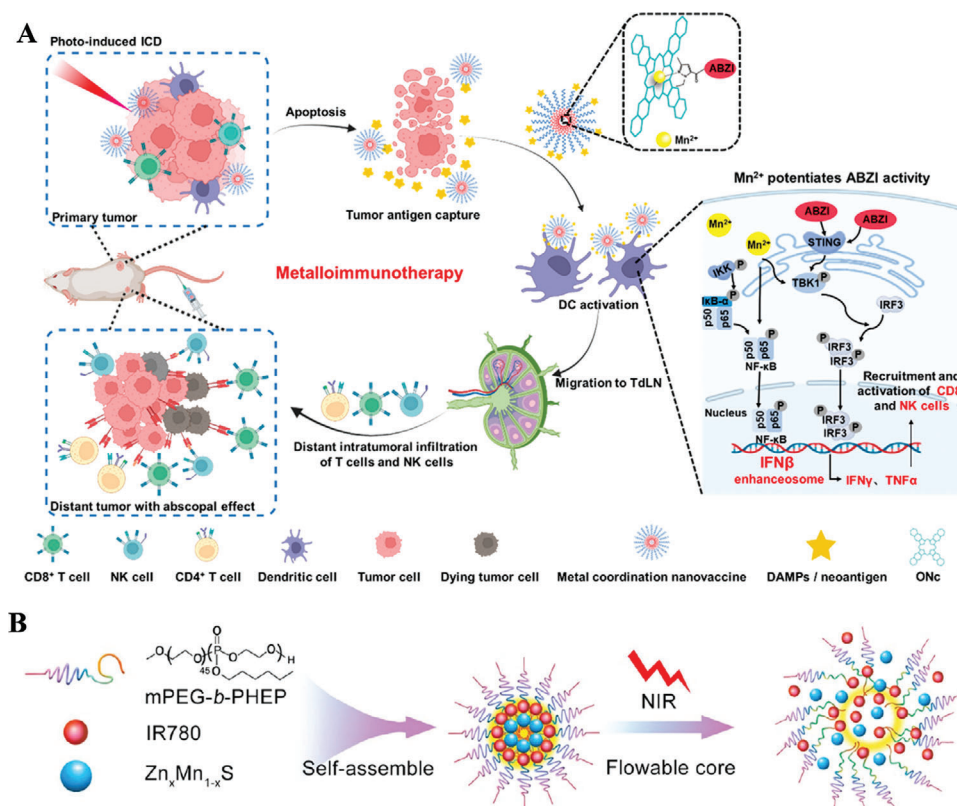 A
Photo-induced ICD
Primary tumor
Apoptosis
Tumor antigen capture
ABZI
Mn2+
Metalloimmunotherapy
DC activation
Migration to TdLN
Distant intratumoral infiltration
of T cells and NK cells
Distant tumor with abscopal effect
Mn2+ potentiates ABZI activity
Mn2+
Mn2+
ABZI
ABZI
STING
IKK
P
TBK1
P
IκB-α
P
p50
p65
IRF3
p50
p65
P
NF-κB
P
IRF3
P
IRF3
Recruitment and
activation of CD8
and NK cells
Nucleus
p50
p65
P
NF-κB
P
IRF3
P
IRF3
IFNβ
enhanceosome
IFNγ、TNFα
CD8+ T cell
NK cell
CD4+ T cell
Dendritic cell
Tumor cell
Dying tumor cell
Metal coordination nanovaccine
DAMPs / neoantigen
ONc
B
O
O
O
P
O
O
H
45
O
mPEG-b-PHEP
IR780
ZnxMn1-xS
Self-assemble
NIR
Flowable core